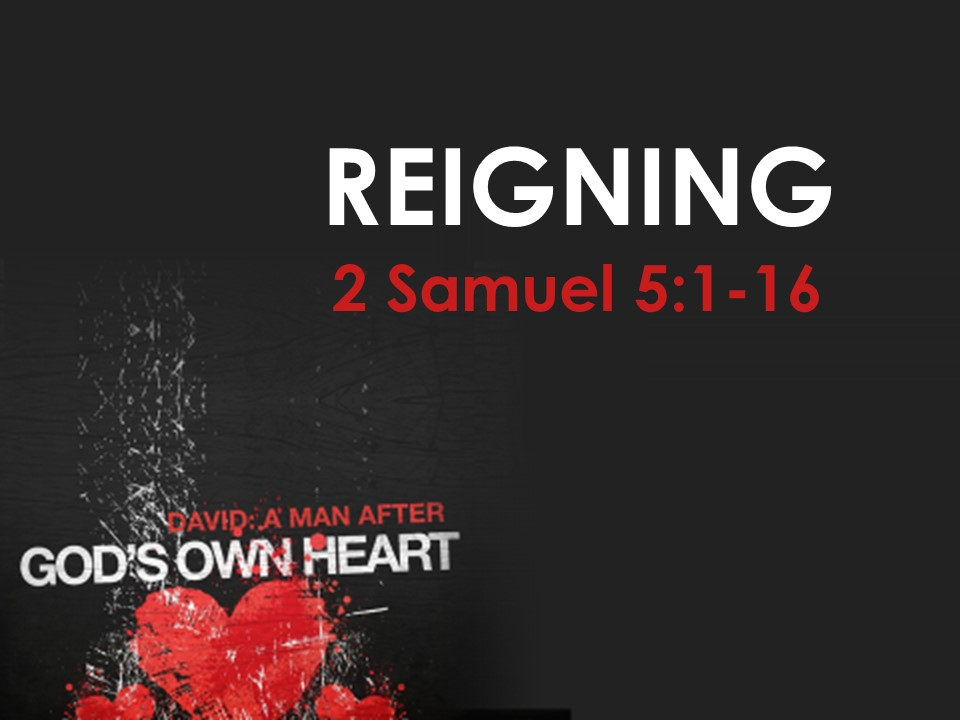 REIGNING
2 Samuel 5:1-16
DAVID: A MAN AFTER
GOD'S OWN HEART